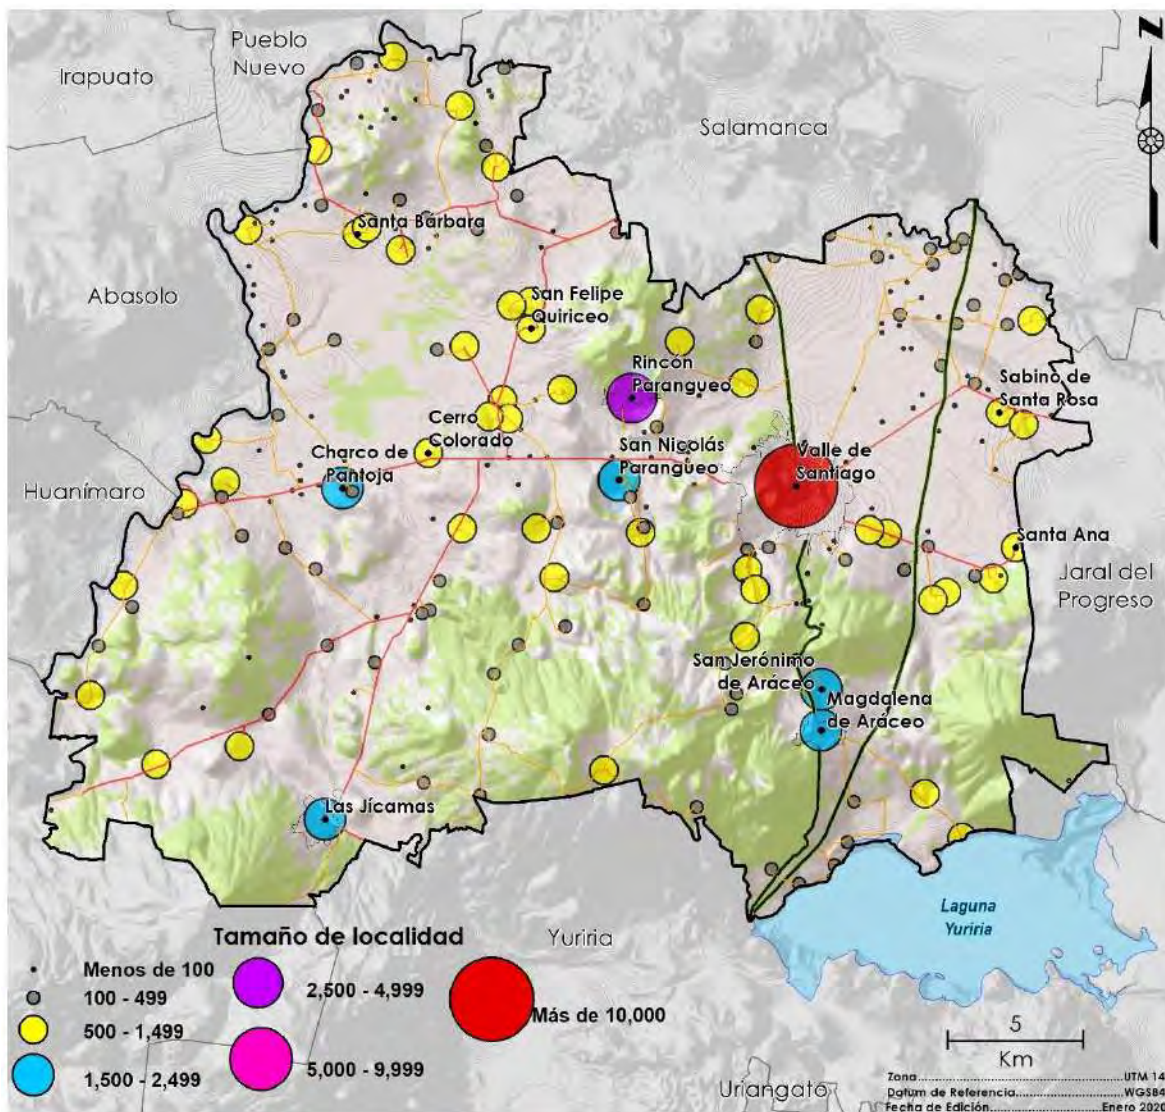 Pueblo
Nuevo
Irapuato
Z
Salamanca
Santa Bárbara
Abasolo
San Felipe
Quiriceo
Rincón
Parangueo
Sabino de
Santa Rosa
Cerro
Colorado
Charco de
Pantoja
San Nicolás
Parangueo
Valle de
Santiago
Huanímaro
Santa Ana
Jaral del
Progreso
San Jerónimo
de Aráceo
Magdalena
de Aráceo
Las Jícamas
Laguna
Yuriria
Yuriria
Tamaño de localidad
Menos de 100
100 - 499
500 - 1,499
1,500 - 2,499
2,500 - 4,999
5,000 - 9,999
Más de 10,000
5
Km
Uriangato
Zona UTM 14
Datum de Referencia WGS84
Fecha de Edición Enero 2020